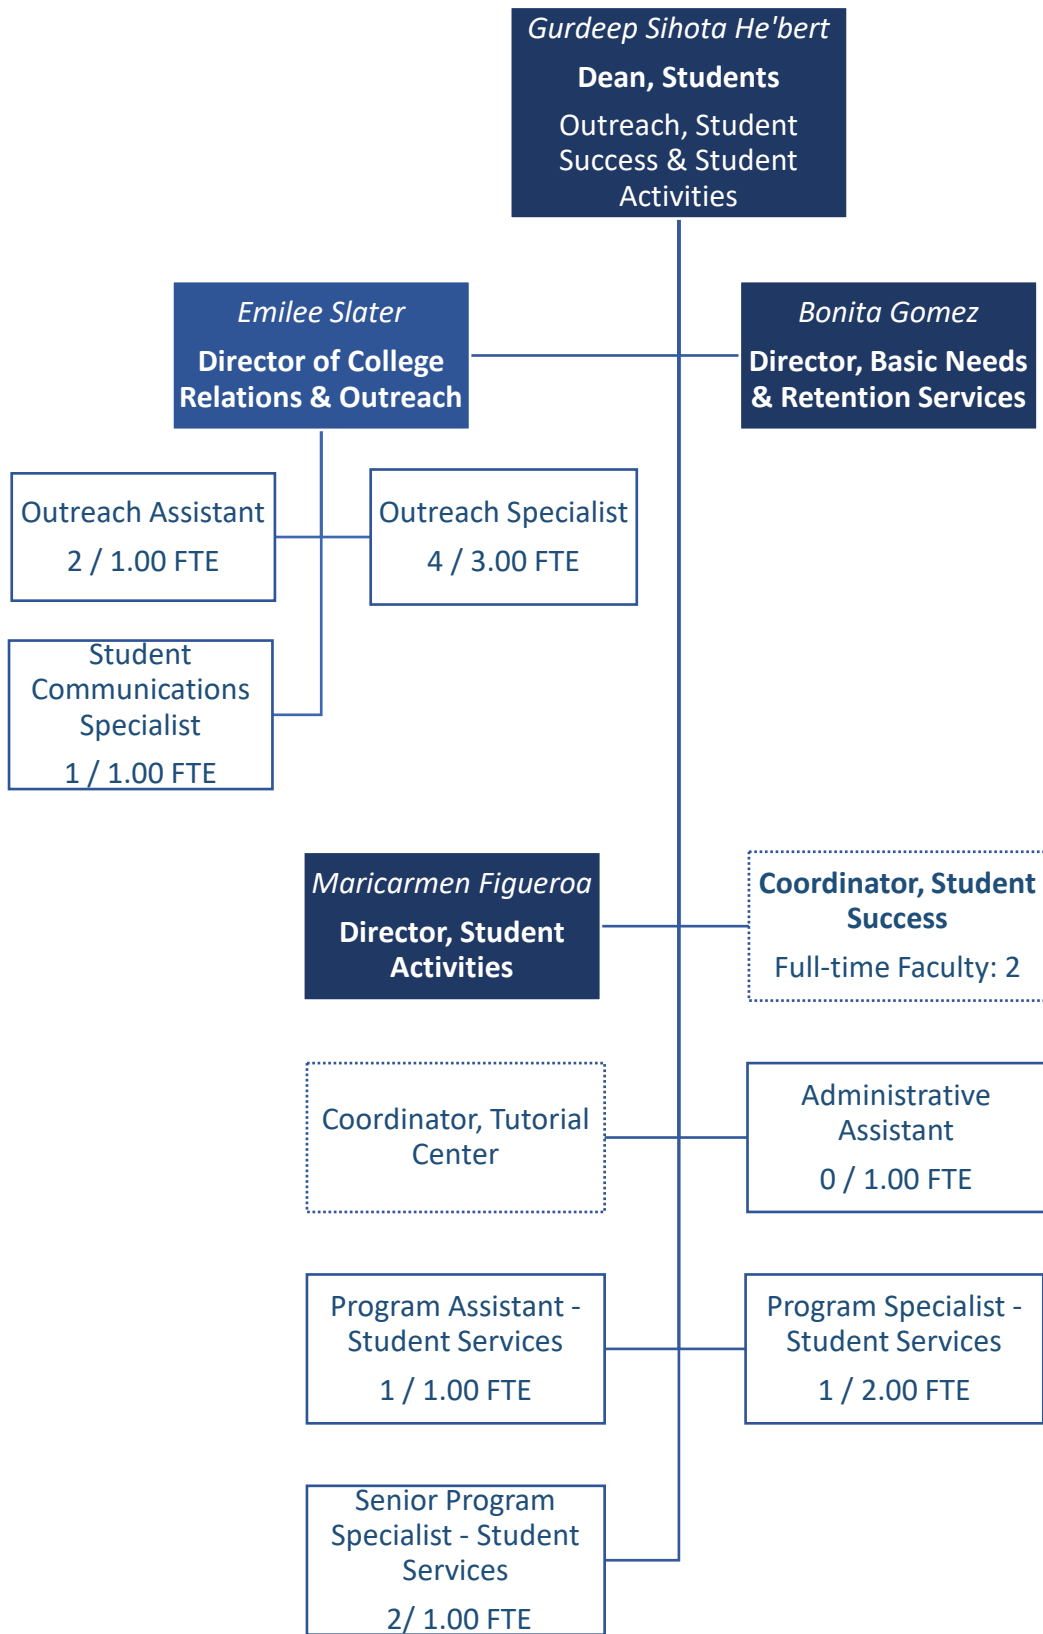 Gurdeep Sihota He'bert
Dean, Students
Outreach, Student
Success & Student
Activities
Emilee Slater
Director of College
Relations & Outreach
Bonita Gomez
Director, Basic Needs
& Retention Services
Outreach Assistant
2 / 1.00 FTE
Outreach Specialist
4 / 3.00 FTE
Student
Communications
Specialist
1 / 1.00 FTE
Maricarmen Figueroa
Director, Student
Activities
Coordinator, Student
Success
Full-time Faculty: 2
Coordinator, Tutorial
Center
Administrative
Assistant
0 / 1.00 FTE
Program Assistant -
Student Services
1 / 1.00 FTE
Program Specialist -
Student Services
1 / 2.00 FTE
Senior Program
Specialist - Student
Services
2/ 1.00 FTE